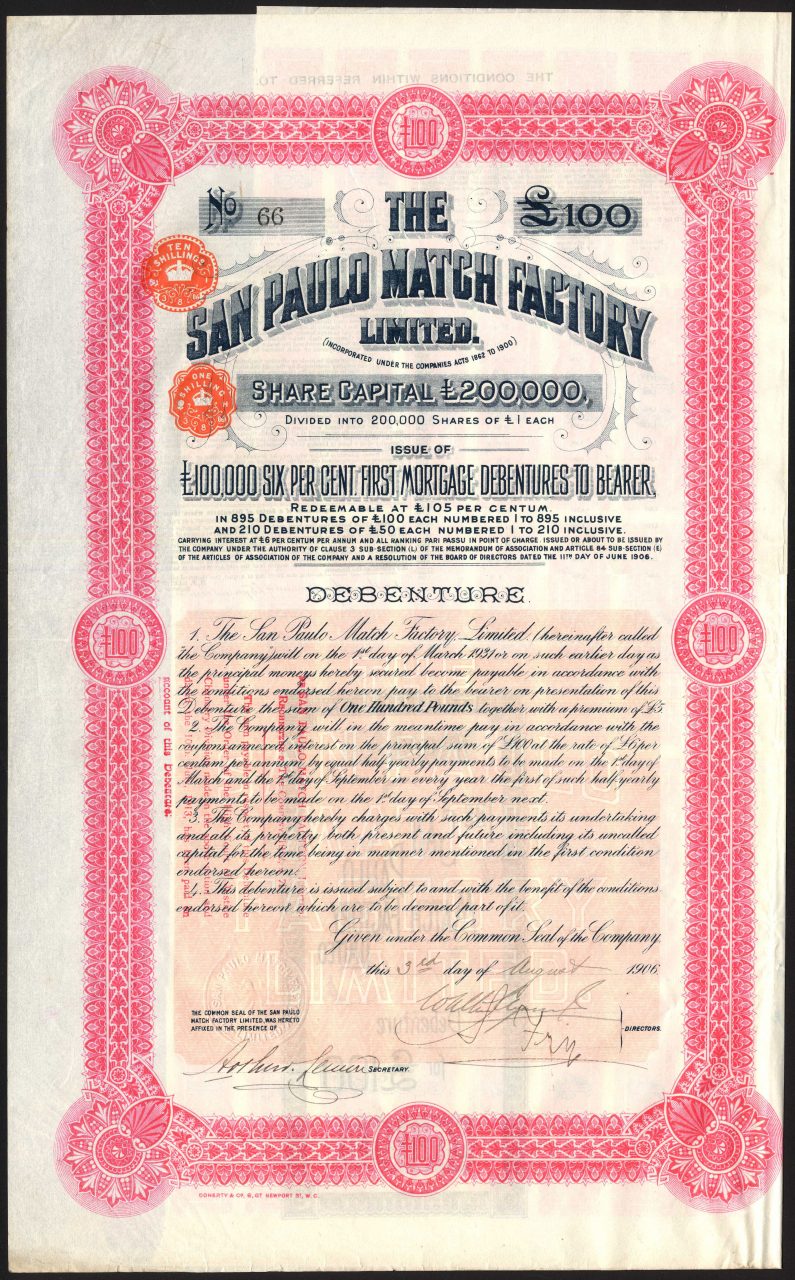 THE CONDITIONS WITHIN REFERRED TO
£100
No 66
THE
£100
TEN SHILLINGS
SAN PAULO MATCH FACTORY
LIMITED.
(INCORPORATED UNDER THE COMPANIES ACTS 1862 TO 1900)
ONE SHILLING
SHARE CAPITAL £200,000,
DIVIDED INTO 200,000 SHARES OF £1 EACH
ISSUE OF
£100,000 SIX PER CENT FIRST MORTGAGE DEBENTURES TO BEARER,
REDEEMABLE AT £105 PER CENTUM.
IN 895 DEBENTURES OF £100 EACH NUMBERED 1 TO 895 INCLUSIVE
AND 210 DEBENTURES OF £50 EACH NUMBERED 1 TO 210 INCLUSIVE.
CARRYING INTEREST AT £6 PER CENTUM PER ANNUM AND ALL RANKING PARI PASSU IN POINT OF CHARGE. ISSUED OR ABOUT TO BE ISSUED BY
THE COMPANY UNDER THE AUTHORITY OF CLAUSE 3 SUB-SECTION (L) OF THE MEMORANDUM OF ASSOCIATION AND ARTICLE 84 SUB-SECTION (E)
OF THE ARTICLES OF ASSOCIATION OF THE COMPANY AND A RESOLUTION OF THE BOARD OF DIRECTORS DATED THE 11TH DAY OF JUNE 1906.
DEBENTURE.
1. The San Paulo Match Factory, Limited, (hereinafter called
the Company) will on the 1st day of March 1931 or on such earlier day as
the principal moneys hereby secured become payable in accordance with
the conditions endorsed hereon pay to the bearer on presentation of this
Debenture the sum of One Hundred Pounds together with a premium of £5
£100
£100
2. The Company will in the meantime pay in accordance with the
coupons annexed interest on the principal sum of £100 at the rate of £6 per
centum per annum by equal half yearly payments to be made on the 1st day of
March and the 1st day of September in every year the first of such half yearly
payments to be made on the 1st day of September next.
3. The Company hereby charges with such payments its undertaking
and all its property both present and future including its uncalled
capital for the time being in manner mentioned in the first condition
endorsed hereon.
4. This debenture is issued subject to and with the benefit of the conditions
endorsed hereon which are to be deemed part of it.
Given under the Common Seal of the Company,
this 3rd day of August 1906.
THE COMMON SEAL OF THE SAN PAULO
MATCH FACTORY LIMITED, WAS HERETO
AFFIXED IN THE PRESENCE OF
DIRECTORS.
SECRETARY.
account of this Debenture.
£100
DOHERTY & CO. 6, GT NEWPORT ST, W.C.